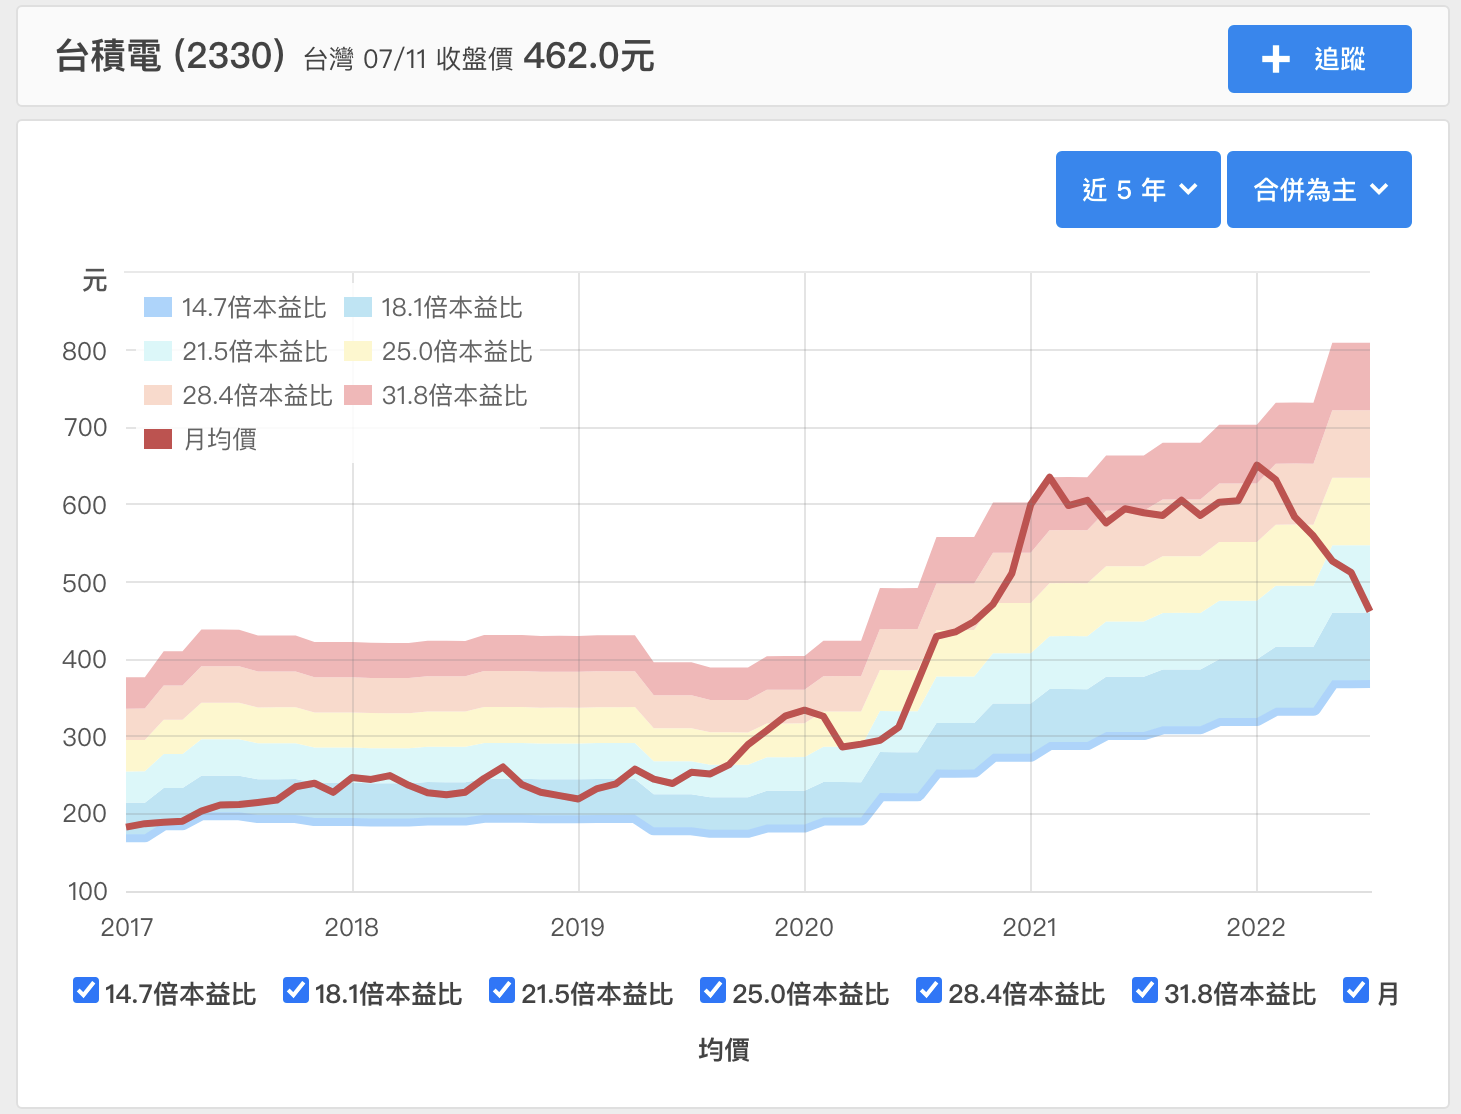 台積電 (2330) 台灣 07/11 收盤價 462.0元
追蹤
近 5 年
合併為主
元
14.7倍本益比 18.1倍本益比
21.5倍本益比 25.0倍本益比
28.4倍本益比 31.8倍本益比
月均價
800
700
600
500
400
300
200
100
2017 2018 2019 2020 2021 2022
14.7倍本益比 18.1倍本益比 21.5倍本益比 25.0倍本益比 28.4倍本益比 31.8倍本益比 月
均價